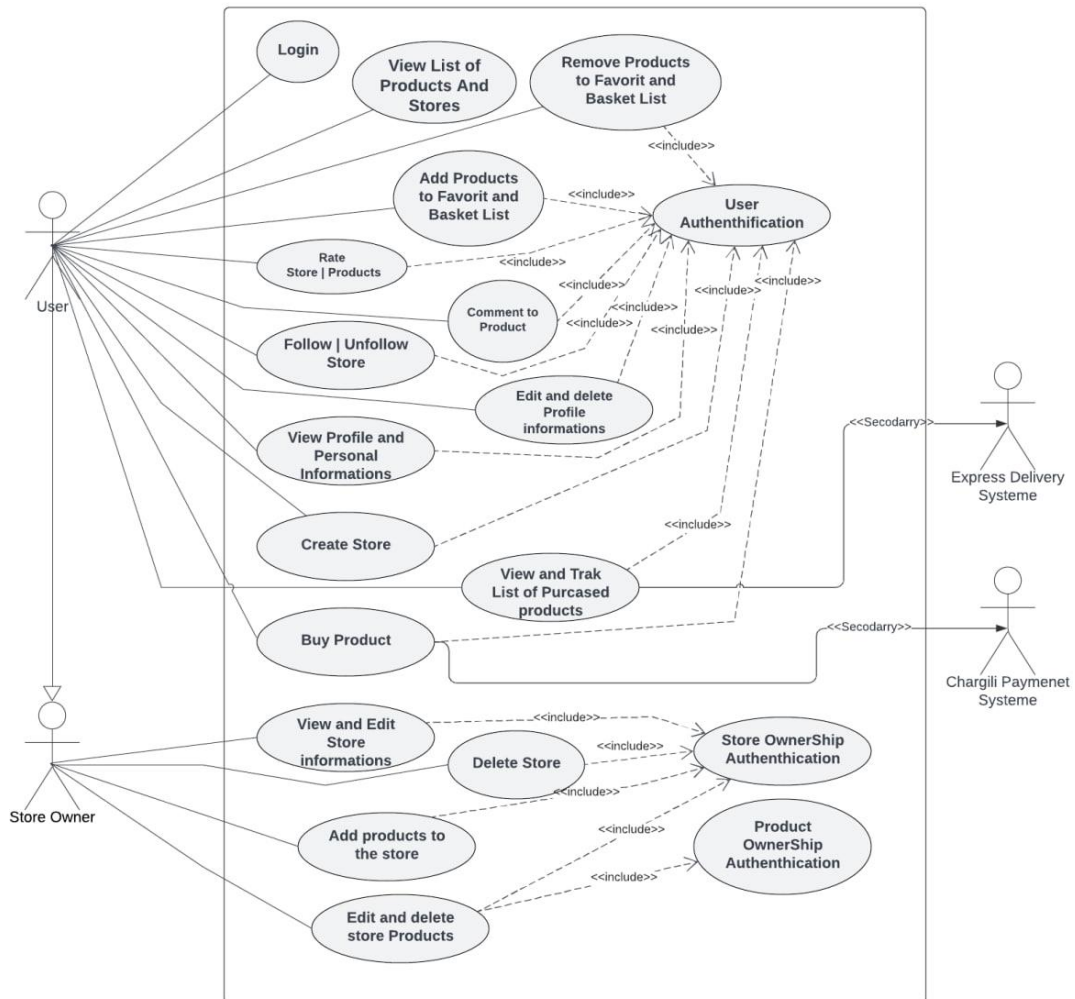 Login
View List of
Products And
Stores
Remove Products
to Favorit and
Basket List
<<include>>
Add Products
to Favorit and
Basket List
<<include>>
User
Authenthification
Rate
Store | Products
<<include>>
User
Comment to
Product
<<include>>
<<include>>
<<include>>
<<include>>
<<include>>
<<include>>
Follow | Unfollow
Store
Edit and delete
Profile
informations
View Profile and
Personal
Informations
<<Secodarry>>
Express Delivery
Systeme
Create Store
<<include>>
View and Trak
List of Purcased
products
Buy Product
<<Secodarry>>
Chargili Paymenet
Systeme
View and Edit
Store
informations
<<include>>
Delete Store
<<include>>
Store OwnerShip
Authenthication
<<include>>
Store Owner
Add products to
the store
<<include>>
Product
OwnerShip
Authenthication
<<include>>
Edit and delete
store Products